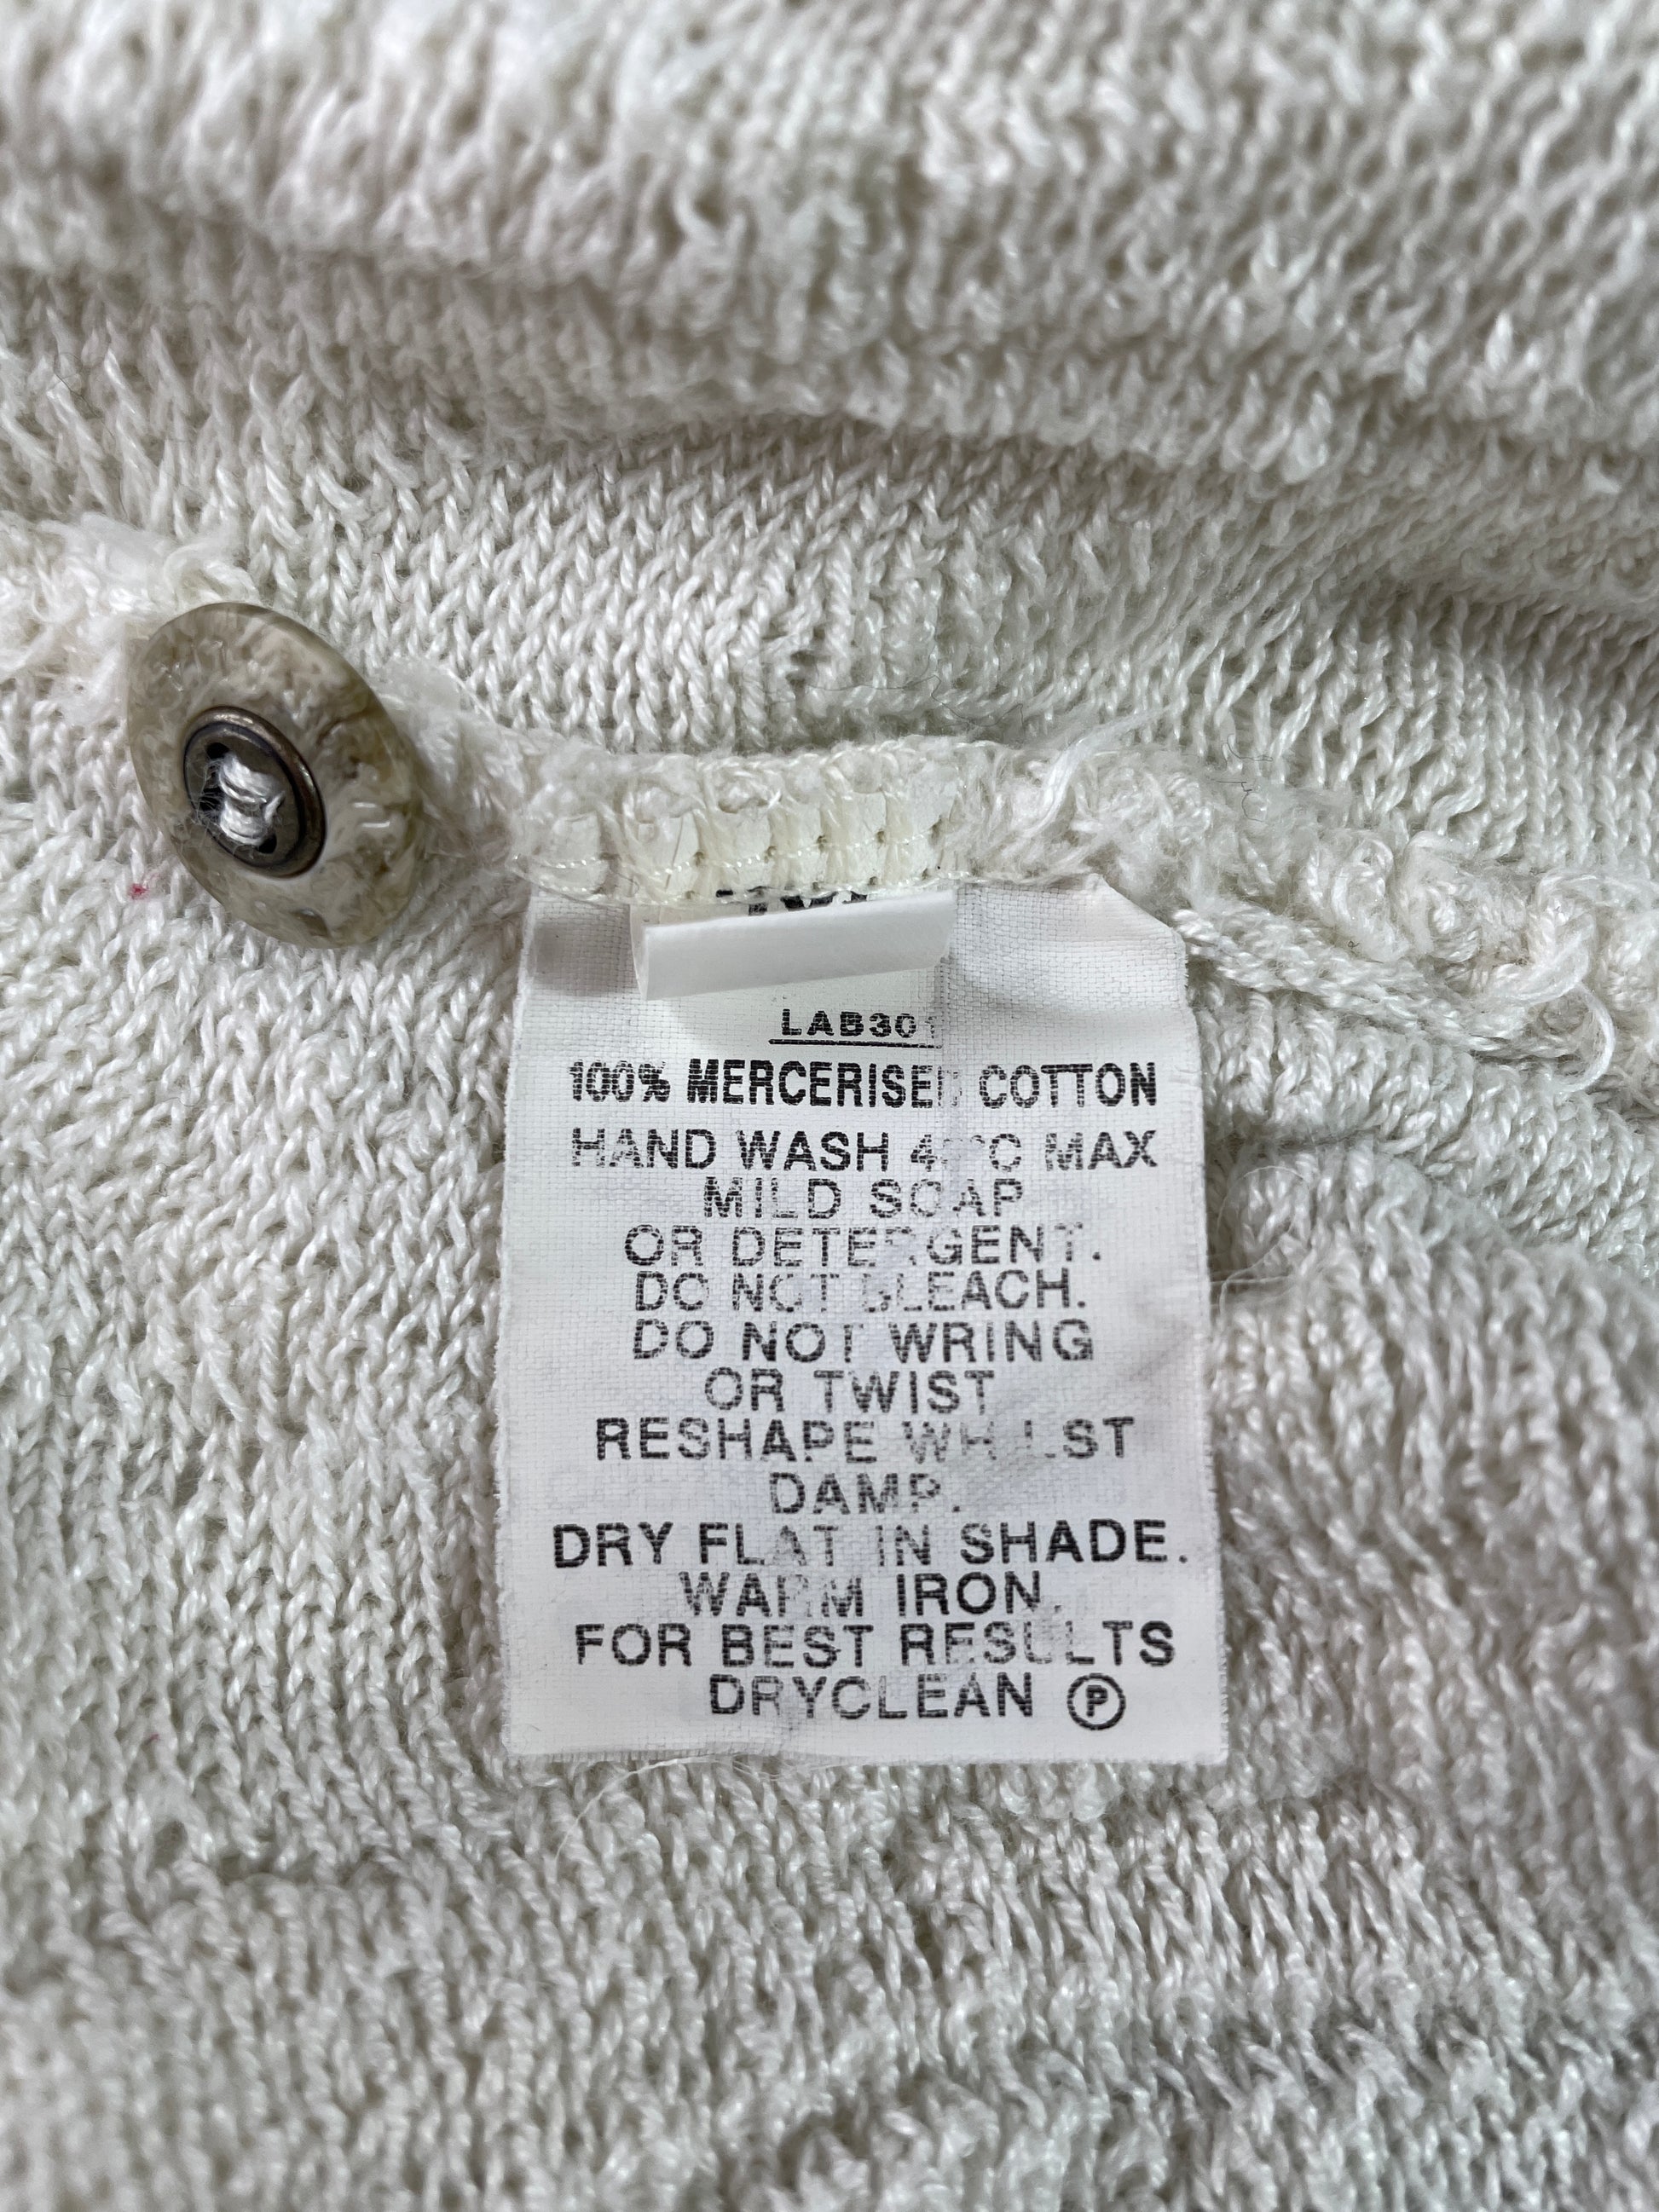 LAB301
100% MERCERISED COTTON
HAND WASH MAX
MILD SOAP
OR DETERGENT.
DO NOT BLEACH.
DO NOT WRING
OR TWIST
RESHAPE WHILST
DAMP.
DRY FLAT IN SHADE.
WARM IRON.
FOR BEST RESULTS
DRYCLEAN Ⓟ